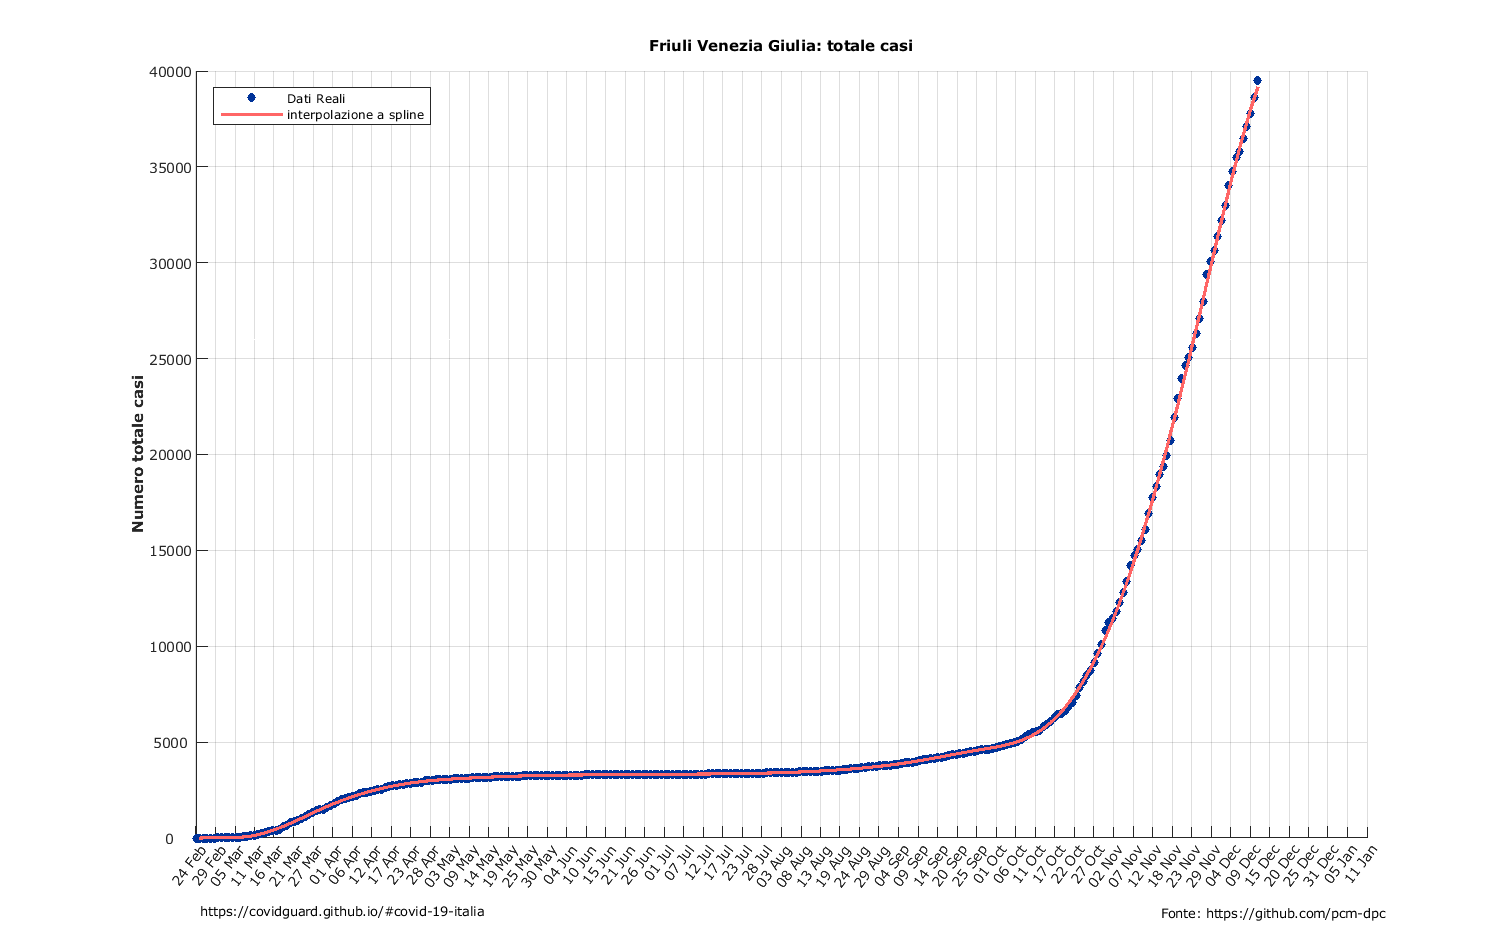 Friuli Venezia Giulia: totale casi
Dati Reali
interpolazione a spline
Numero totale casi
40000
35000
30000
25000
20000
15000
10000
5000
0
24 Feb
29 Feb
05 Mar
11 Mar
16 Mar
21 Mar
27 Mar
01 Apr
06 Apr
12 Apr
17 Apr
23 Apr
28 Apr
03 May
09 May
14 May
19 May
25 May
30 May
04 Jun
10 Jun
15 Jun
21 Jun
26 Jun
01 Jul
07 Jul
12 Jul
17 Jul
23 Jul
28 Jul
03 Aug
08 Aug
13 Aug
19 Aug
24 Aug
29 Aug
04 Sep
09 Sep
14 Sep
20 Sep
25 Sep
01 Oct
06 Oct
11 Oct
17 Oct
22 Oct
27 Oct
02 Nov
07 Nov
12 Nov
18 Nov
23 Nov
29 Nov
04 Dec
09 Dec
15 Dec
20 Dec
25 Dec
31 Dec
05 Jan
11 Jan
https://covidguard.github.io/#covid-19-italia
Fonte: https://github.com/pcm-dpc